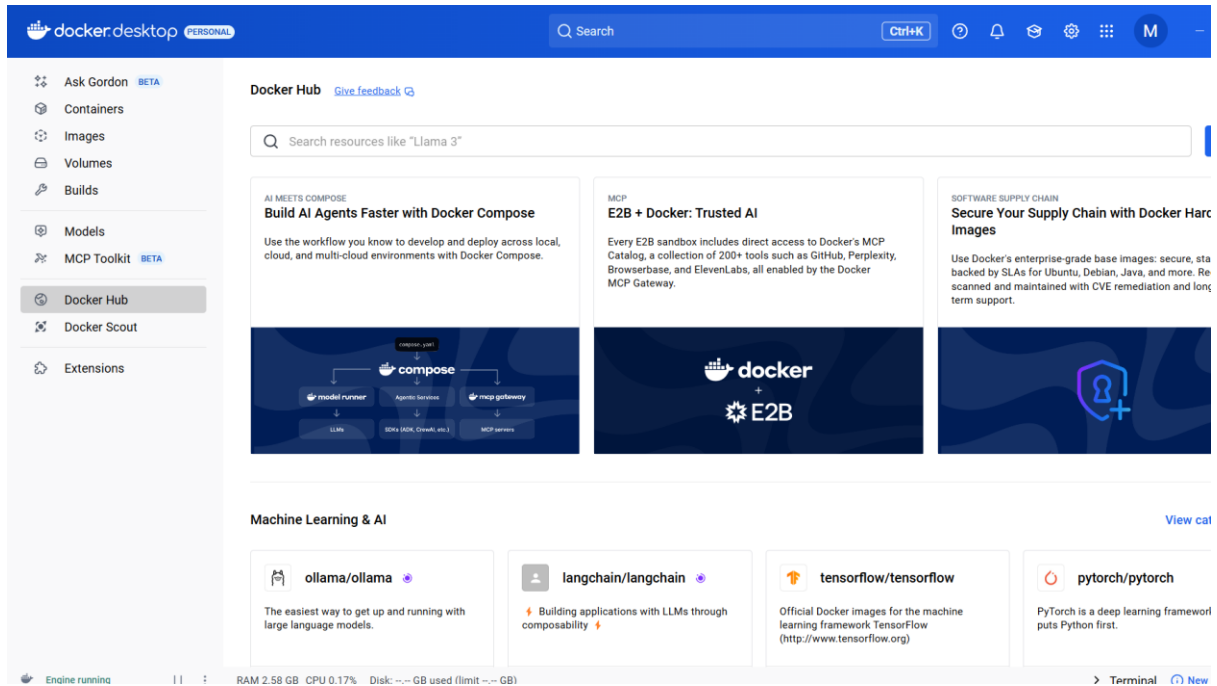 docker.desktop PERSONAL
Search
Ctrl+K
M
Ask Gordon BETA
Containers
Images
Volumes
Builds
Models
MCP Toolkit BETA
Docker Hub
Docker Scout
Extensions
Docker Hub Give feedback
Search resources like "Llama 3"
AI MEETS COMPOSE
Build AI Agents Faster with Docker Compose
Use the workflow you know to develop and deploy across local,
cloud, and multi-cloud environments with Docker Compose.
compose.yaml
compose
model runner
Agentic Services
mcp gateway
LLMs
SDKs (ADK, CrewAI, etc.)
MCP servers
MCP
E2B + Docker: Trusted AI
Every E2B sandbox includes direct access to Docker's MCP
Catalog, a collection of 200+ tools such as GitHub, Perplexity,
Browserbase, and ElevenLabs, all enabled by the Docker
MCP Gateway.
docker
+
E2B
SOFTWARE SUPPLY CHAIN
Secure Your Supply Chain with Docker Hard
Images
Use Docker's enterprise-grade base images: secure, sta
backed by SLAs for Ubuntu, Debian, Java, and more. Re
scanned and maintained with CVE remediation and long
term support.
Machine Learning & AI
View cat
ollama/ollama
The easiest way to get up and running with
large language models.
langchain/langchain
Building applications with LLMs through
composability
tensorflow/tensorflow
Official Docker images for the machine
learning framework TensorFlow
(http://www.tensorflow.org)
pytorch/pytorch
PyTorch is a deep learning framework
puts Python first.
Engine running
RAM 2.58 GB CPU 0.17% Disk: --.-- GB used (limit --.-- GB)
Terminal
New